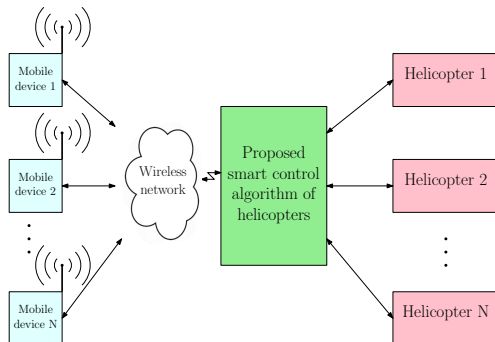 Mobile
device 1
Mobile
device 2
Mobile
device N
Wireless
network
Proposed
smart control
algorithm of
helicopters
Helicopter 1
Helicopter 2
Helicopter N